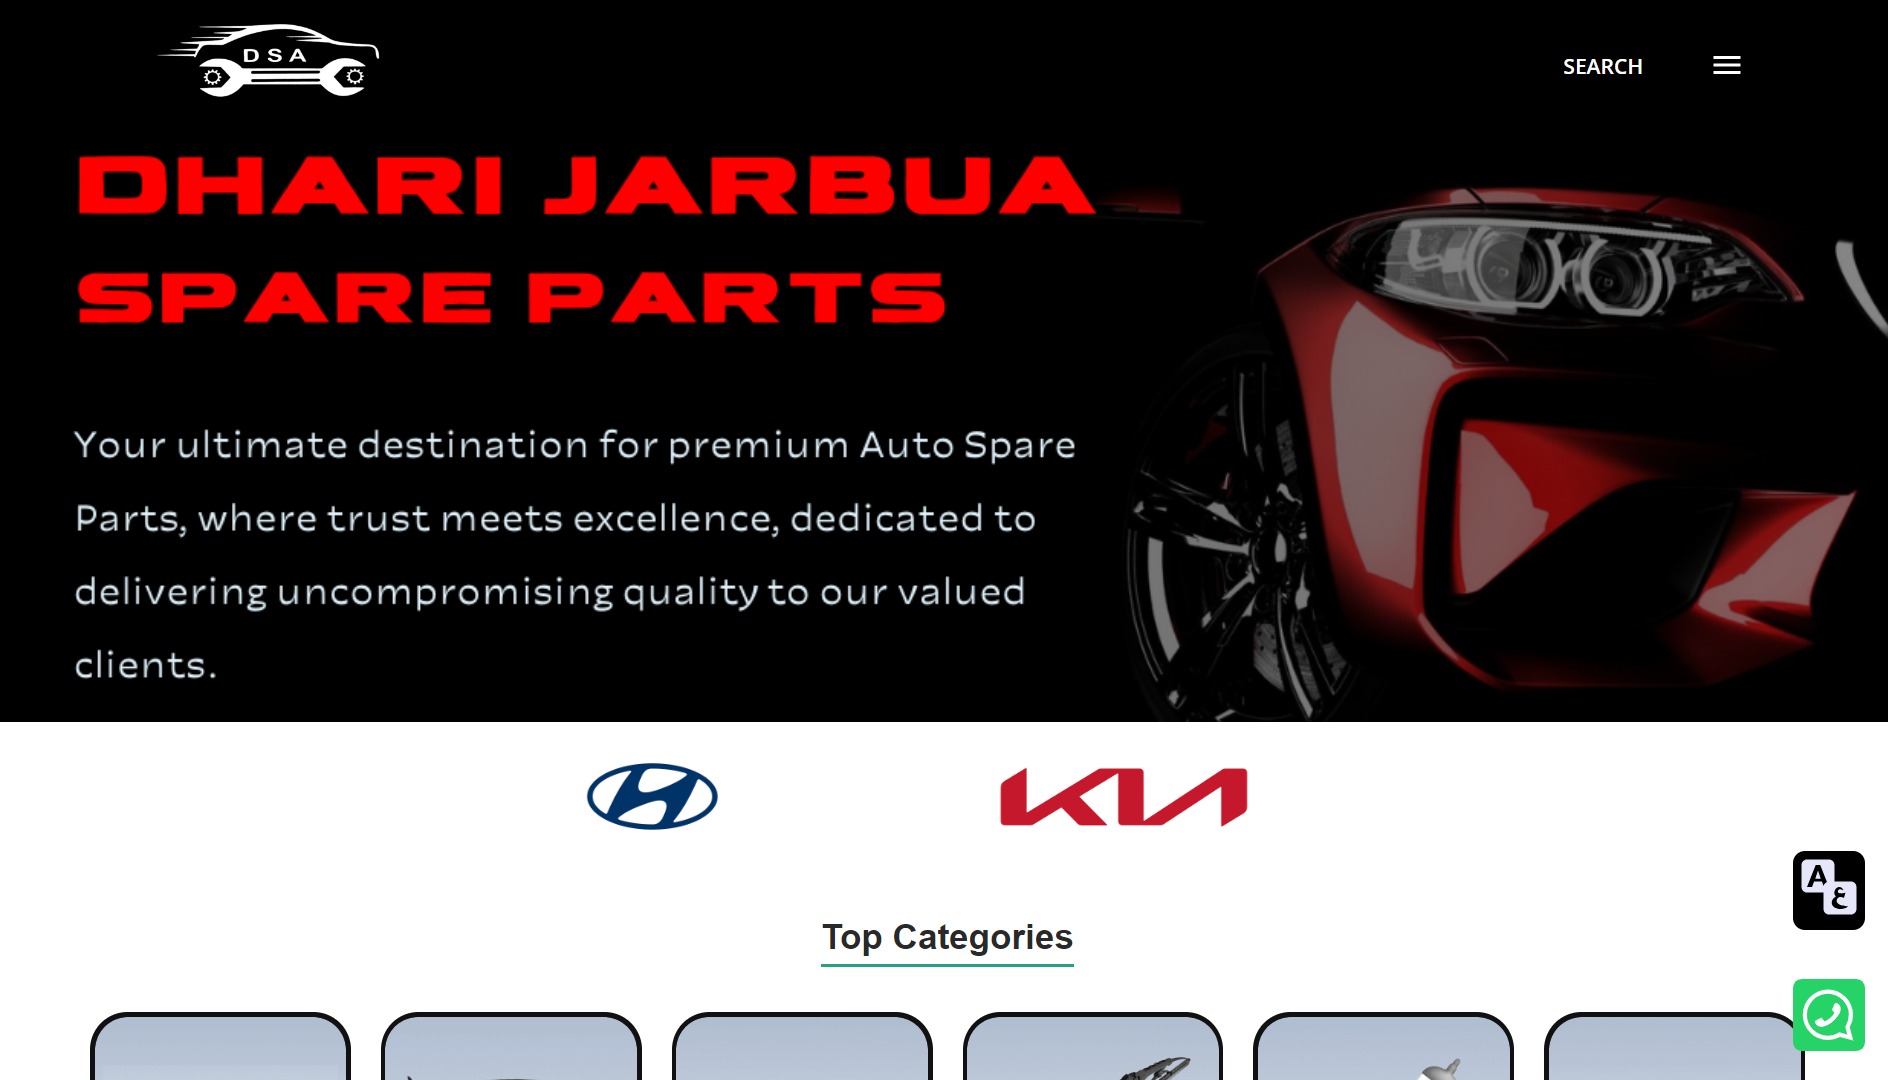 DSA
SEARCH
DHARI JARBUA
SPARE PARTS
Your ultimate destination for premium Auto Spare
Parts, where trust meets excellence, dedicated to
delivering uncompromising quality to our valued
clients.
KIA
Top Categories
A
ع